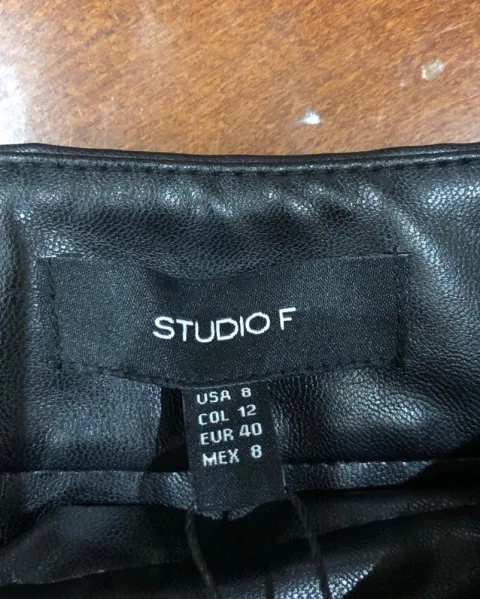 STUDIO F
USA 8
COL 12
EUR 40
MEX 8